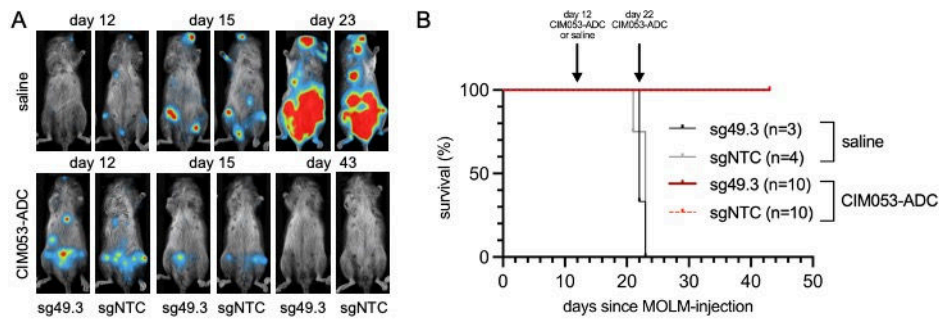 A
day 12
day 15
day 23
saline
day 12
day 15
day 43
CIM053-ADC
sg49.3
sgNTC
sg49.3
sgNTC
sg49.3
sgNTC
B
day 12
CIM053-ADC
or saline
day 22
CIM053-ADC
survival (%)
100
50
0
0
10
20
30
40
50
days since MOLM-injection
sg49.3 (n=3)
sgNTC (n=4)
saline
sg49.3 (n=10)
sgNTC (n=10)
CIM053-ADC